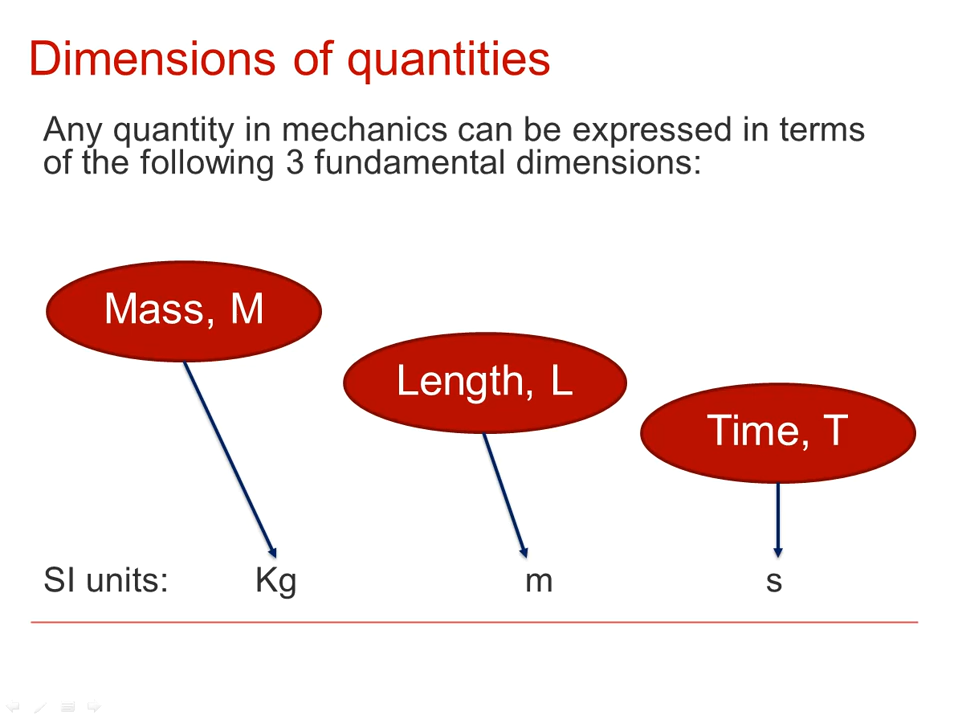 Dimensions of quantities
Any quantity in mechanics can be expressed in terms
of the following 3 fundamental dimensions:
Mass, M
Length, L
Time, T
SI units: Kg m s